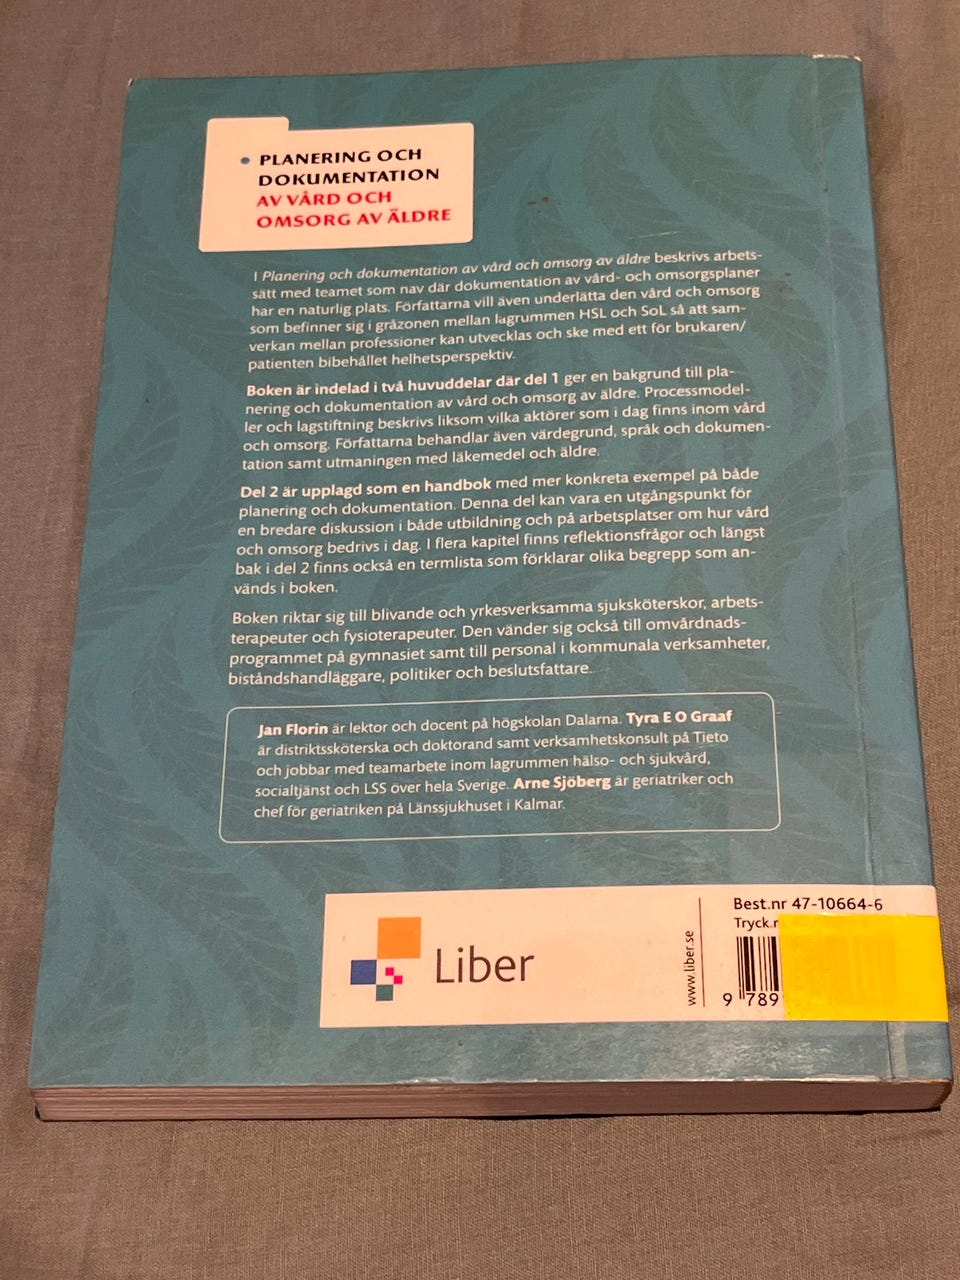 PLANERING OCH
DOKUMENTATION
AV VÅRD OCH
OMSORG AV ÄLDRE
I Planering och dokumentation av vård och omsorg av äldre beskrivs arbets-
sätt med teamet som nav där dokumentation av vård- och omsorgsplaner
har en naturlig plats. Författarna vill även underlätta den vård och omsorg
som befinner sig i gråzonen mellan lagrummen HSL och SoL så att sam-
verkan mellan professioner kan utvecklas och ske med ett för brukaren/
patienten bibehållet helhetsperspektiv.
Boken är indelad i två huvuddelar där del 1 ger en bakgrund till pla-
nering och dokumentation av vård och omsorg av äldre. Processmodel-
ler och lagstiftning beskrivs liksom vilka aktörer som i dag finns inom vård
och omsorg. Författarna behandlar även värdegrund, språk och dokumen-
tation samt utmaningen med läkemedel och äldre.
Del 2 är upplagd som en handbok med mer konkreta exempel på både
planering och dokumentation. Denna del kan vara en utgångspunkt för
en bredare diskussion i både utbildning och på arbetsplatser om hur vård
och omsorg bedrivs i dag. I flera kapitel finns reflektionsfrågor och längst
bak i del 2 finns också en termlista som förklarar olika begrepp som an-
vänds i boken.
Boken riktar sig till blivande och yrkesverksamma sjuksköterskor, arbets-
terapeuter och fysioterapeuter. Den vänder sig också till omvårdnads-
programmet på gymnasiet samt till personal i kommunala verksamheter,
biståndshandläggare, politiker och beslutsfattare.
Jan Florin är lektor och docent på högskolan Dalarna. Tyra E O Graaf
är distriktssköterska och doktorand samt verksamhetskonsult på Tieto
och jobbar med teamarbete inom lagrummen hälso- och sjukvård,
socialtjänst och LSS över hela Sverige. Arne Sjöberg är geriatriker och
chef för geriatriken på Länssjukhuset i Kalmar.
Liber
www.liber.se
Best.nr 47-10664-6
Tryck.n
9 789